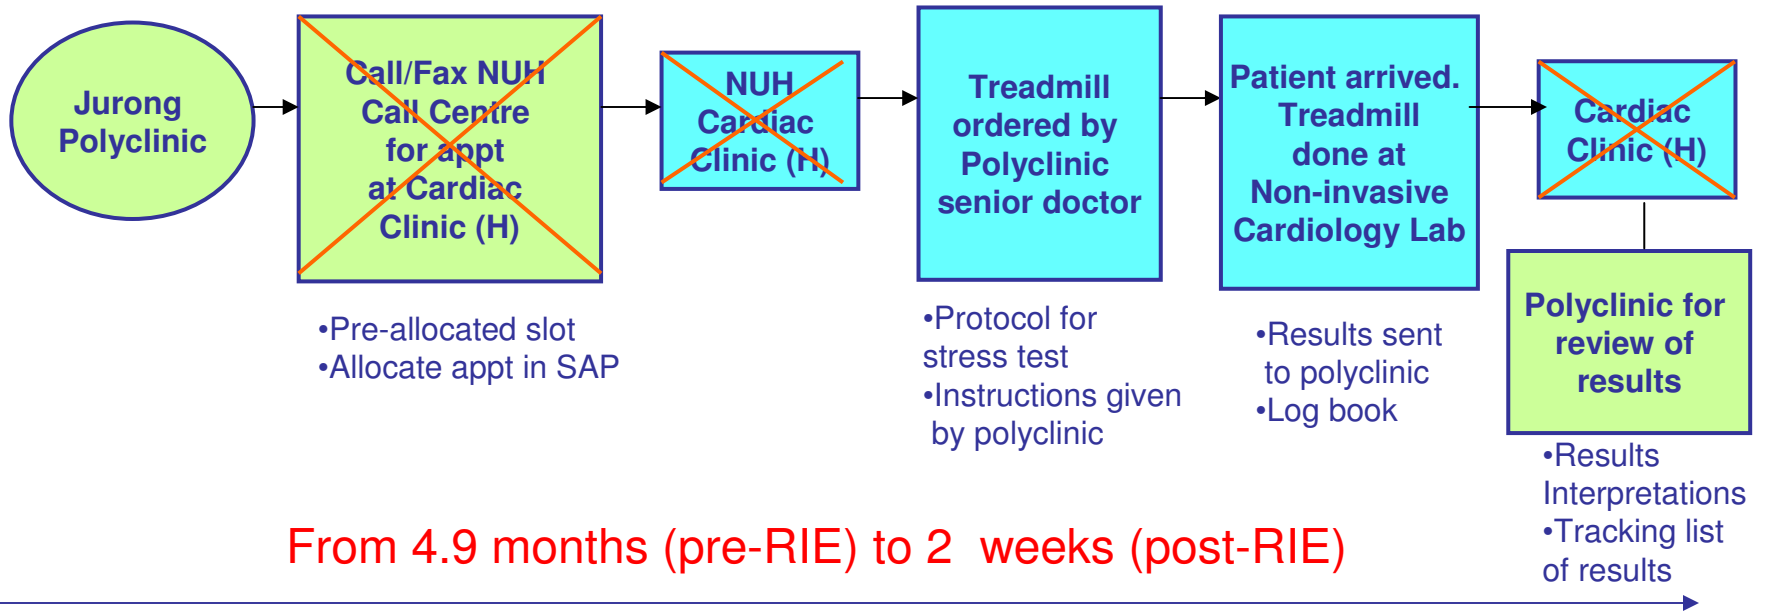 Jurong
Polyclinic
Call/Fax NUH
Call Centre
for appt
at Cardiac
Clinic (H)
•Pre-allocated slot
•Allocate appt in SAP
NUH
Cardiac
Clinic (H)
Treadmill
ordered by
Polyclinic
senior doctor
•Protocol for
stress test
•Instructions given
by polyclinic
Patient arrived.
Treadmill
done at
Non-invasive
Cardiology Lab
•Results sent
to polyclinic
•Log book
Cardiac
Clinic (H)
Polyclinic for
review of
results
•Results
Interpretations
•Tracking list
of results
From 4.9 months (pre-RIE) to 2 weeks (post-RIE)